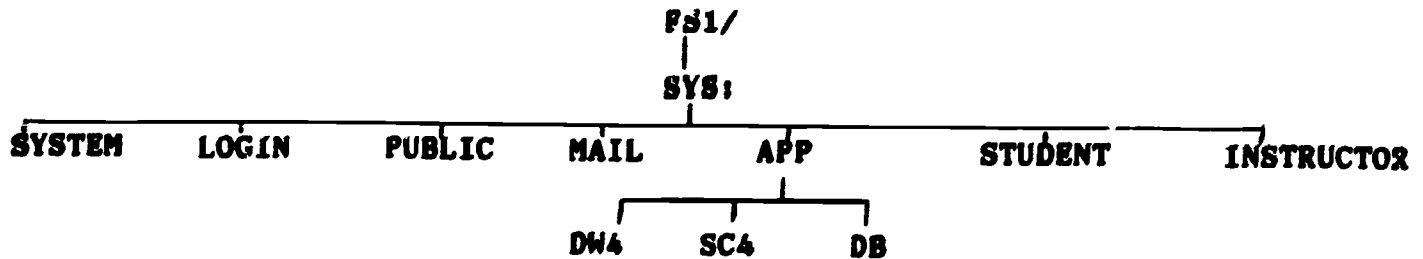 FS1/
SYS:
SYSTEM LOGIN PUBLIC MAIL APP STUDENT INSTRUCTOR
DW4 SC4 DB